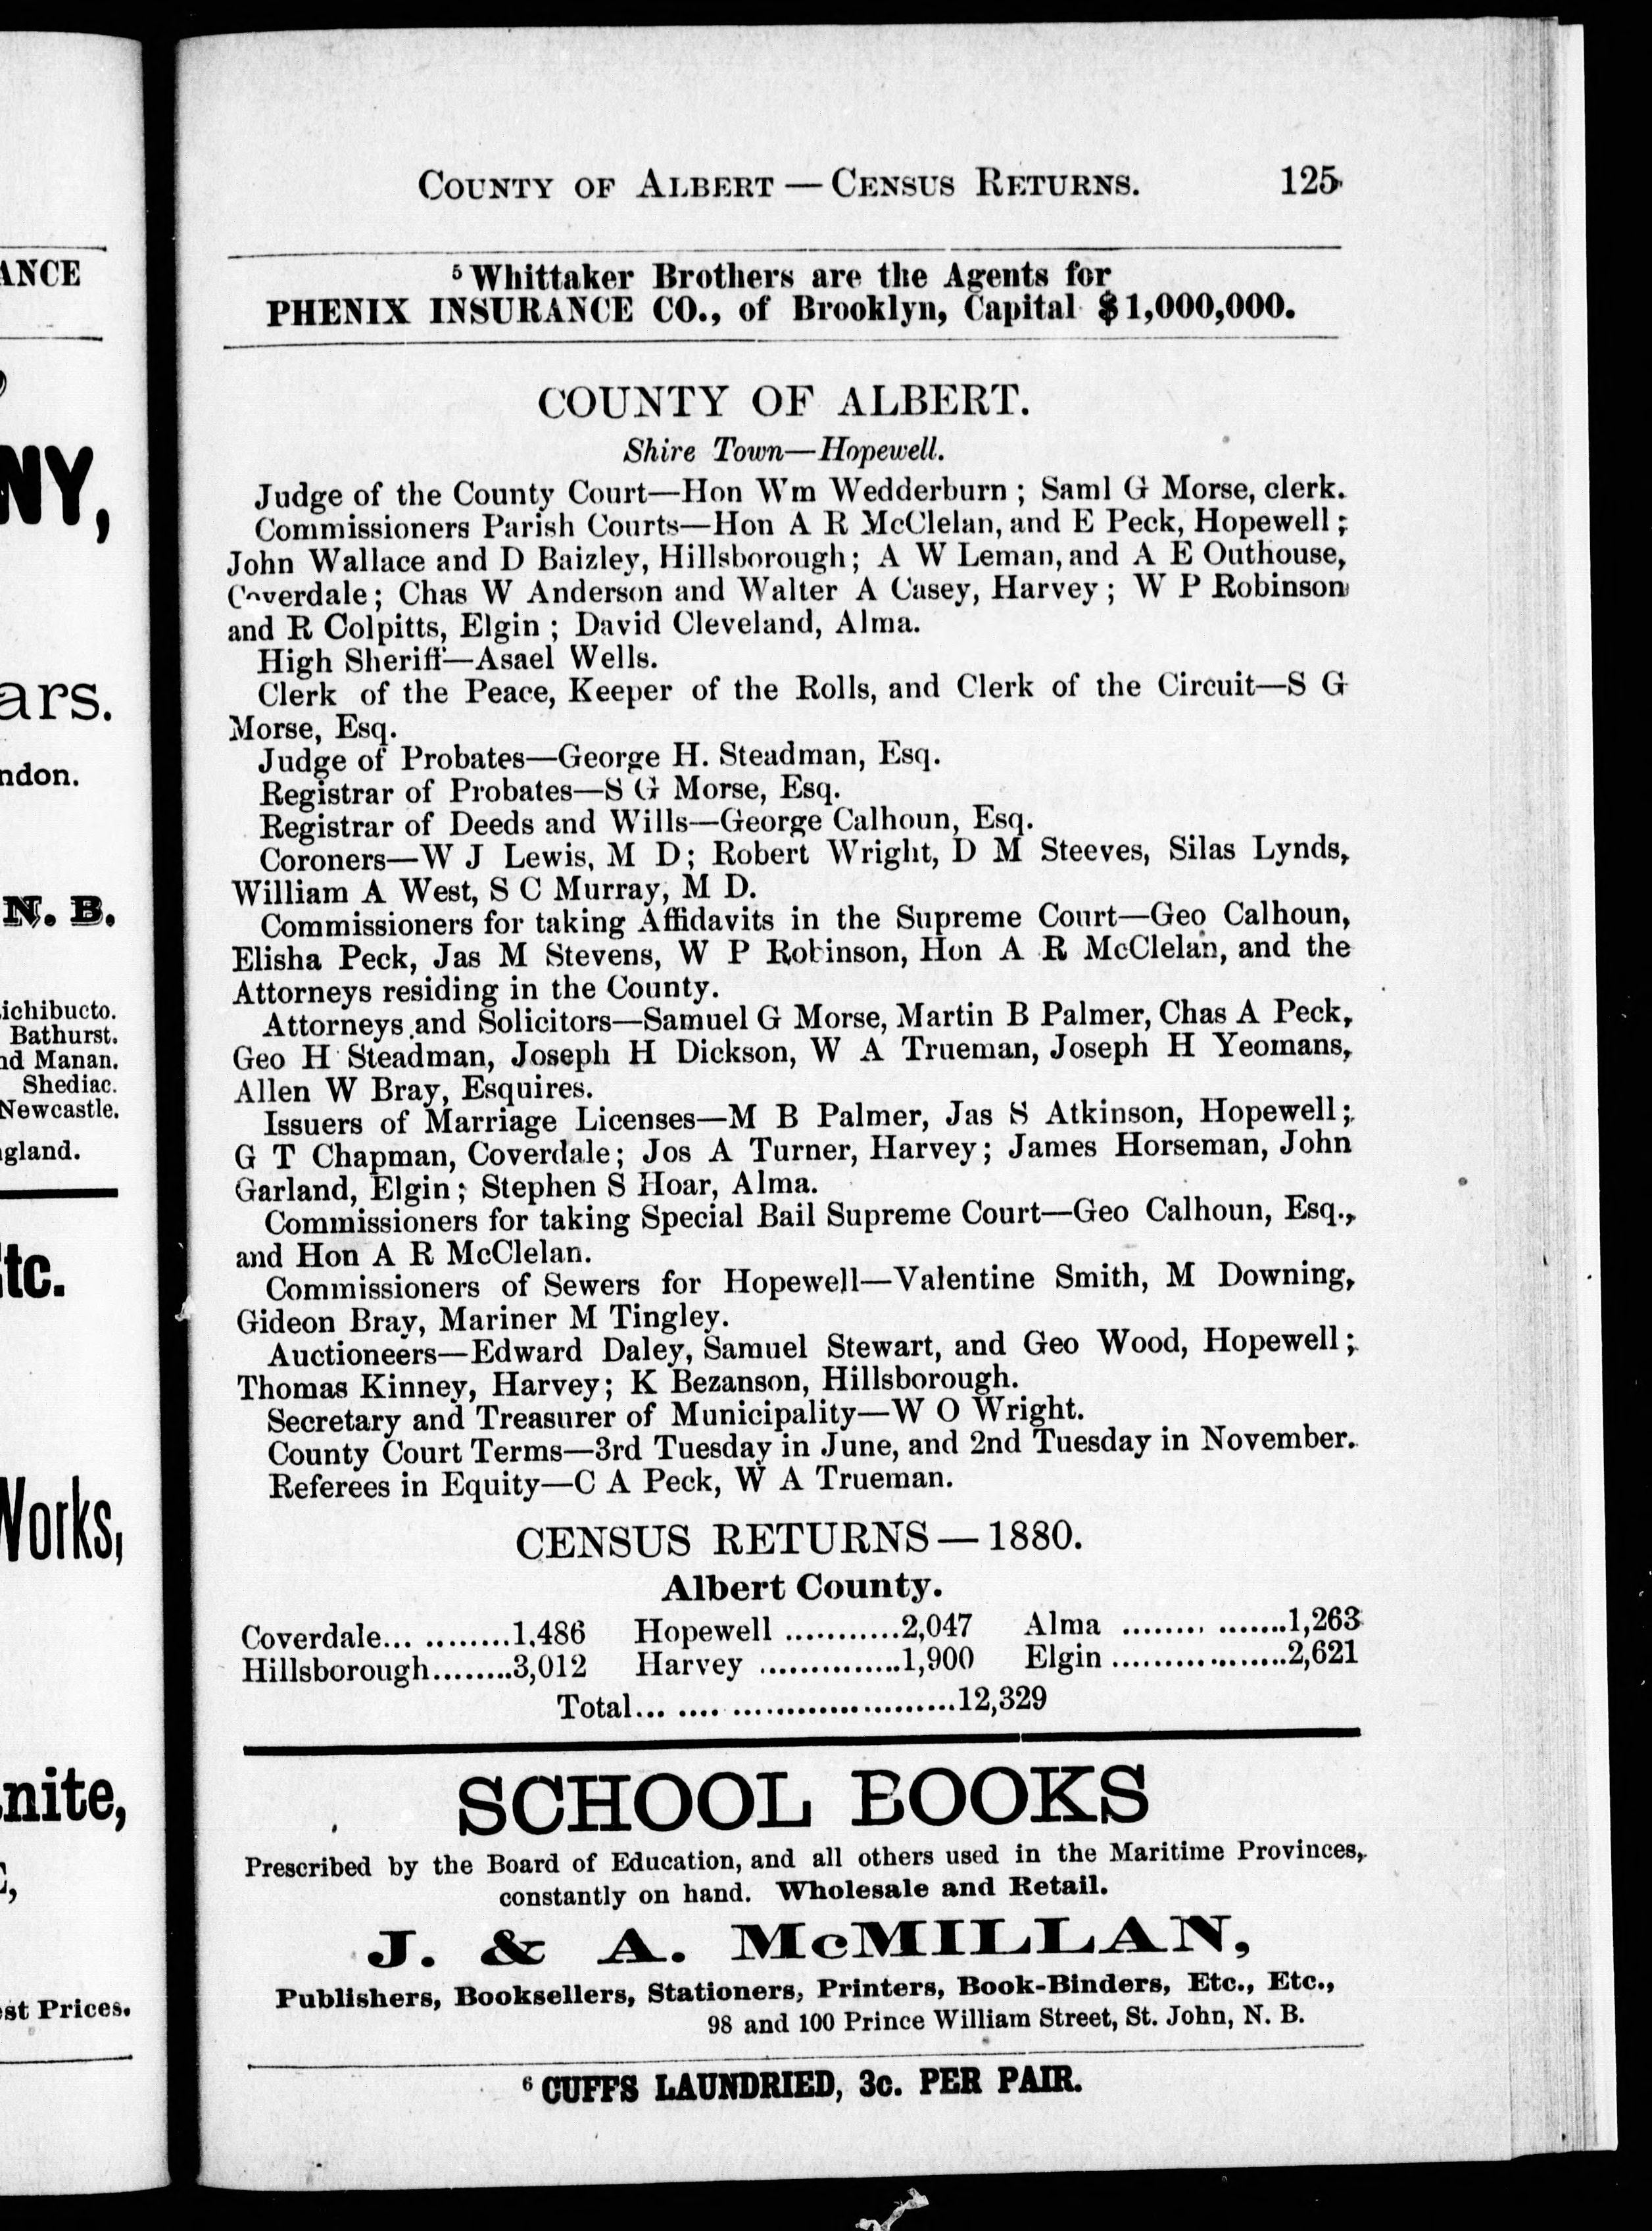 ANCE
NY,
ars.
ndon.
N. B.
ichibucto.
Bathurst.
nd Manan.
Shediac.
Newcastle.
gland.
tc.
Works,
nite,
st Prices.
COUNTY OF ALBERT — CENSUS RETURNS. 125
5 Whittaker Brothers are the Agents for
PHENIX INSURANCE CO., of Brooklyn, Capital $1,000,000.
COUNTY OF ALBERT.
Shire Town—Hopewell.
Judge of the County Court—Hon Wm Wedderburn ; Saml G Morse, clerk.
Commissioners Parish Courts—Hon A R McClelan, and E Peck, Hopewell ;
John Wallace and D Baizley, Hillsborough; A W Leman, and A E Outhouse,
Coverdale; Chas W Anderson and Walter A Casey, Harvey ; W P Robinson
and R Colpitts, Elgin ; David Cleveland, Alma.
High Sheriff—Asael Wells.
Clerk of the Peace, Keeper of the Rolls, and Clerk of the Circuit—S G
Morse, Esq.
Judge of Probates—George H. Steadman, Esq.
Registrar of Probates—S G Morse, Esq.
Registrar of Deeds and Wills—George Calhoun, Esq.
Coroners—W J Lewis, M D; Robert Wright, D M Steeves, Silas Lynds,
William A West, S C Murray, M D.
Commissioners for taking Affidavits in the Supreme Court—Geo Calhoun,
Elisha Peck, Jas M Stevens, W P Robinson, Hon A R McClelan, and the
Attorneys residing in the County.
Attorneys and Solicitors—Samuel G Morse, Martin B Palmer, Chas A Peck,
Geo H Steadman, Joseph H Dickson, W A Trueman, Joseph H Yeomans,
Allen W Bray, Esquires.
Issuers of Marriage Licenses—M B Palmer, Jas S Atkinson, Hopewell;
G T Chapman, Coverdale; Jos A Turner, Harvey; James Horseman, John
Garland, Elgin; Stephen S Hoar, Alma.
Commissioners for taking Special Bail Supreme Court—Geo Calhoun, Esq.,
and Hon A R McClelan.
Commissioners of Sewers for Hopewell—Valentine Smith, M Downing,
Gideon Bray, Mariner M Tingley.
Auctioneers—Edward Daley, Samuel Stewart, and Geo Wood, Hopewell;
Thomas Kinney, Harvey; K Bezanson, Hillsborough.
Secretary and Treasurer of Municipality—W O Wright.
County Court Terms—3rd Tuesday in June, and 2nd Tuesday in November.
Referees in Equity—C A Peck, W A Trueman.
CENSUS RETURNS — 1880.
Albert County.
Coverdale... ........1,486 Hopewell ...........2,047 Alma ........ .......1,263
Hillsborough........3,012 Harvey ..............1,900 Elgin .................2,621
Total... .... ......................12,329
SCHOOL BOOKS
Prescribed by the Board of Education, and all others used in the Maritime Provinces,
constantly on hand. Wholesale and Retail.
J. & A. McMILLAN,
Publishers, Booksellers, Stationers, Printers, Book-Binders, Etc., Etc.,
98 and 100 Prince William Street, St. John, N. B.
6 CUFFS LAUNDRIED, 3c. PER PAIR.